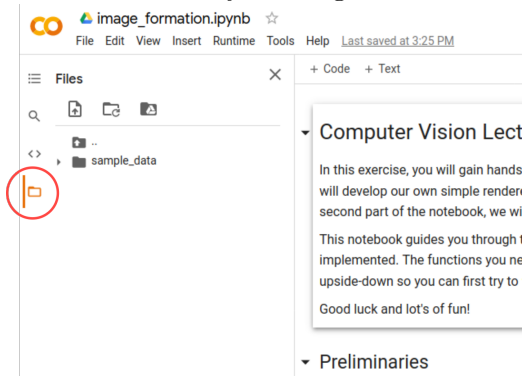 image_formation.ipynb
File Edit View Insert Runtime Tools Help Last saved at 3:25 PM
Files
+ Code + Text
..
sample_data
Computer Vision Lect
In this exercise, you will gain hands
will develop our own simple rendere
second part of the notebook, we wi
This notebook guides you through t
implemented. The functions you ne
upside-down so you can first try to
Good luck and lot's of fun!
Preliminaries